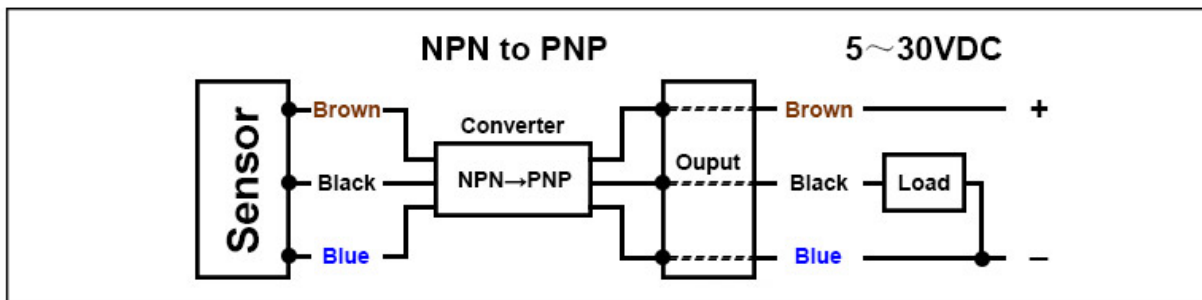 NPN to PNP
5～30VDC
Sensor
Brown
Black
Blue
Converter
NPN→PNP
Ouput
Brown
+
Black
Load
Blue
−